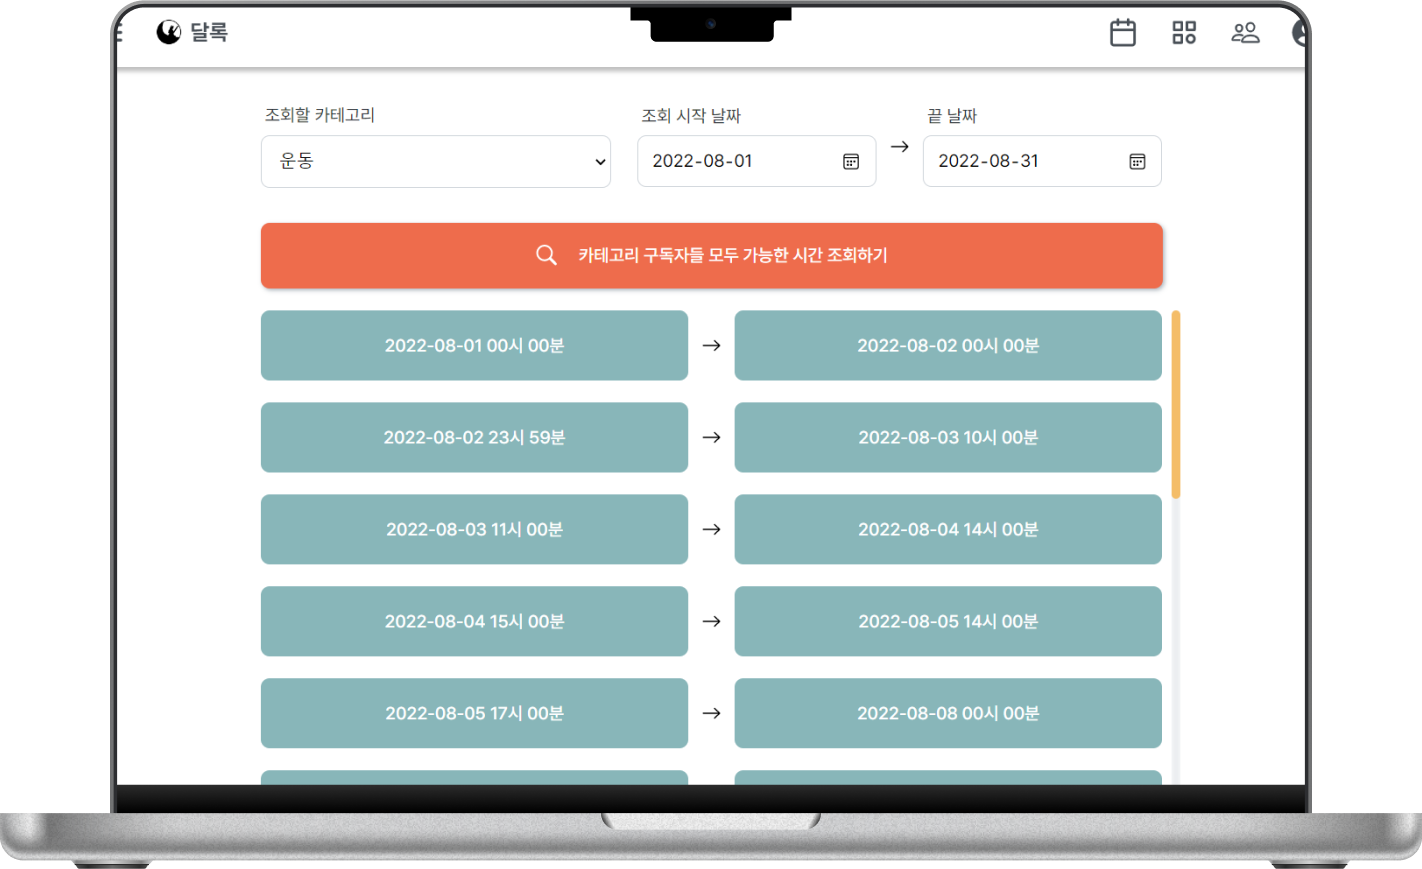 달록
조회할 카테고리
조회 시작 날짜
끝 날짜
운동
2022-08-01
→
2022-08-31
카테고리 구독자들 모두 가능한 시간 조회하기
2022-08-01 00시 00분 → 2022-08-02 00시 00분
2022-08-02 23시 59분 → 2022-08-03 10시 00분
2022-08-03 11시 00분 → 2022-08-04 14시 00분
2022-08-04 15시 00분 → 2022-08-05 14시 00분
2022-08-05 17시 00분 → 2022-08-08 00시 00분